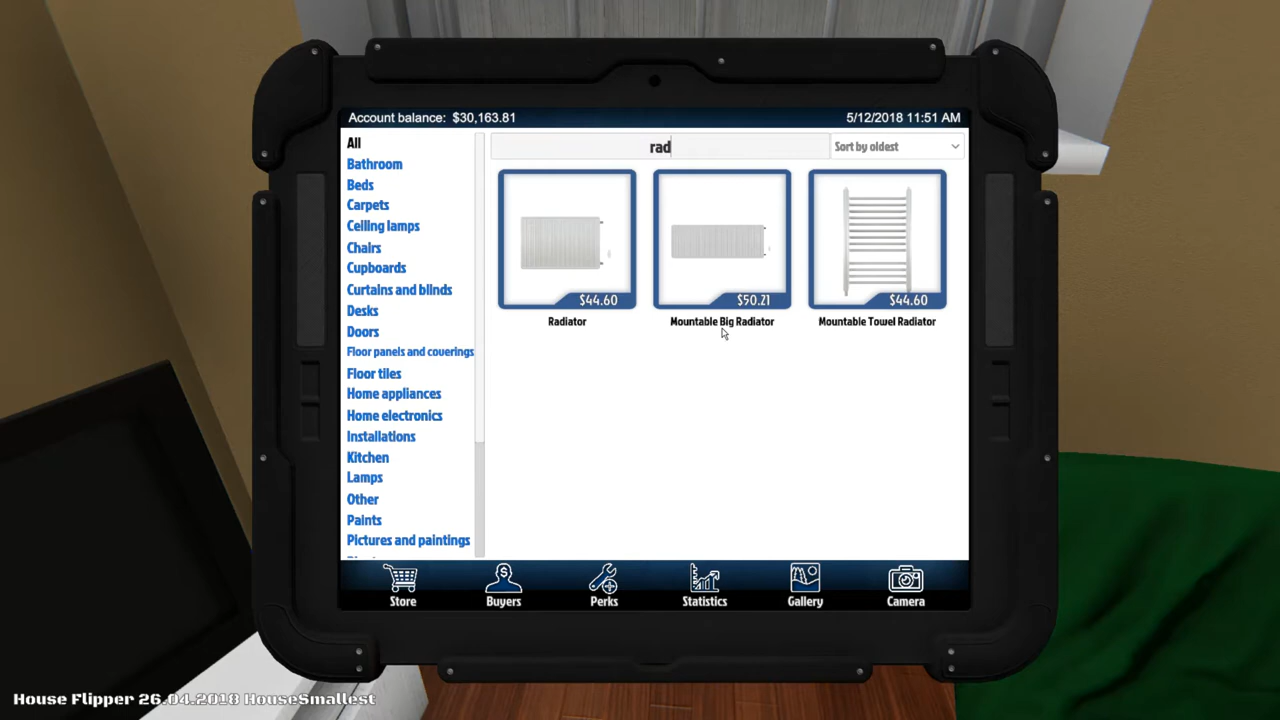 Account balance: $30,163.81
5/12/2018 11:51 AM
All
Bathroom
Beds
Carpets
Ceiling lamps
Chairs
Cupboards
Curtains and blinds
Desks
Doors
Floor panels and coverings
Floor tiles
Home appliances
Home electronics
Installations
Kitchen
Lamps
Other
Paints
Pictures and paintings
rad
Sort by oldest
$44.60
$50.21
$44.60
Radiator
Mountable Big Radiator
Mountable Towel Radiator
Store
Buyers
Perks
Statistics
Gallery
Camera
House Flipper 26.04.2018 HouseSmallest